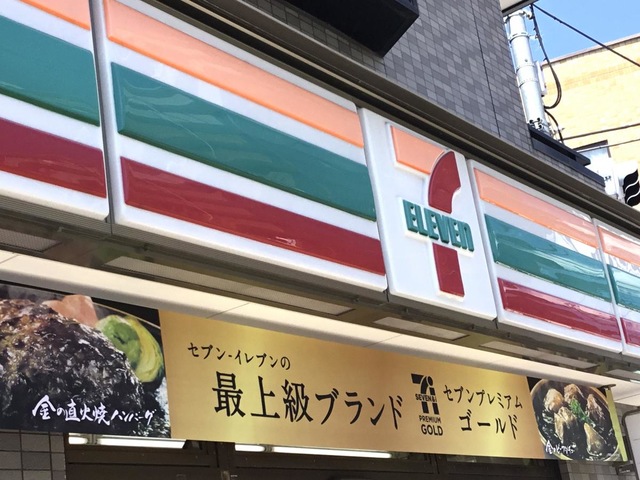 ELEVEN
セブン-イレブンの
最上級ブランド
SEVEN&i
PREMIUM
GOLD
セブンプレミアム
ゴールド
金の直火焼ハンバーグ